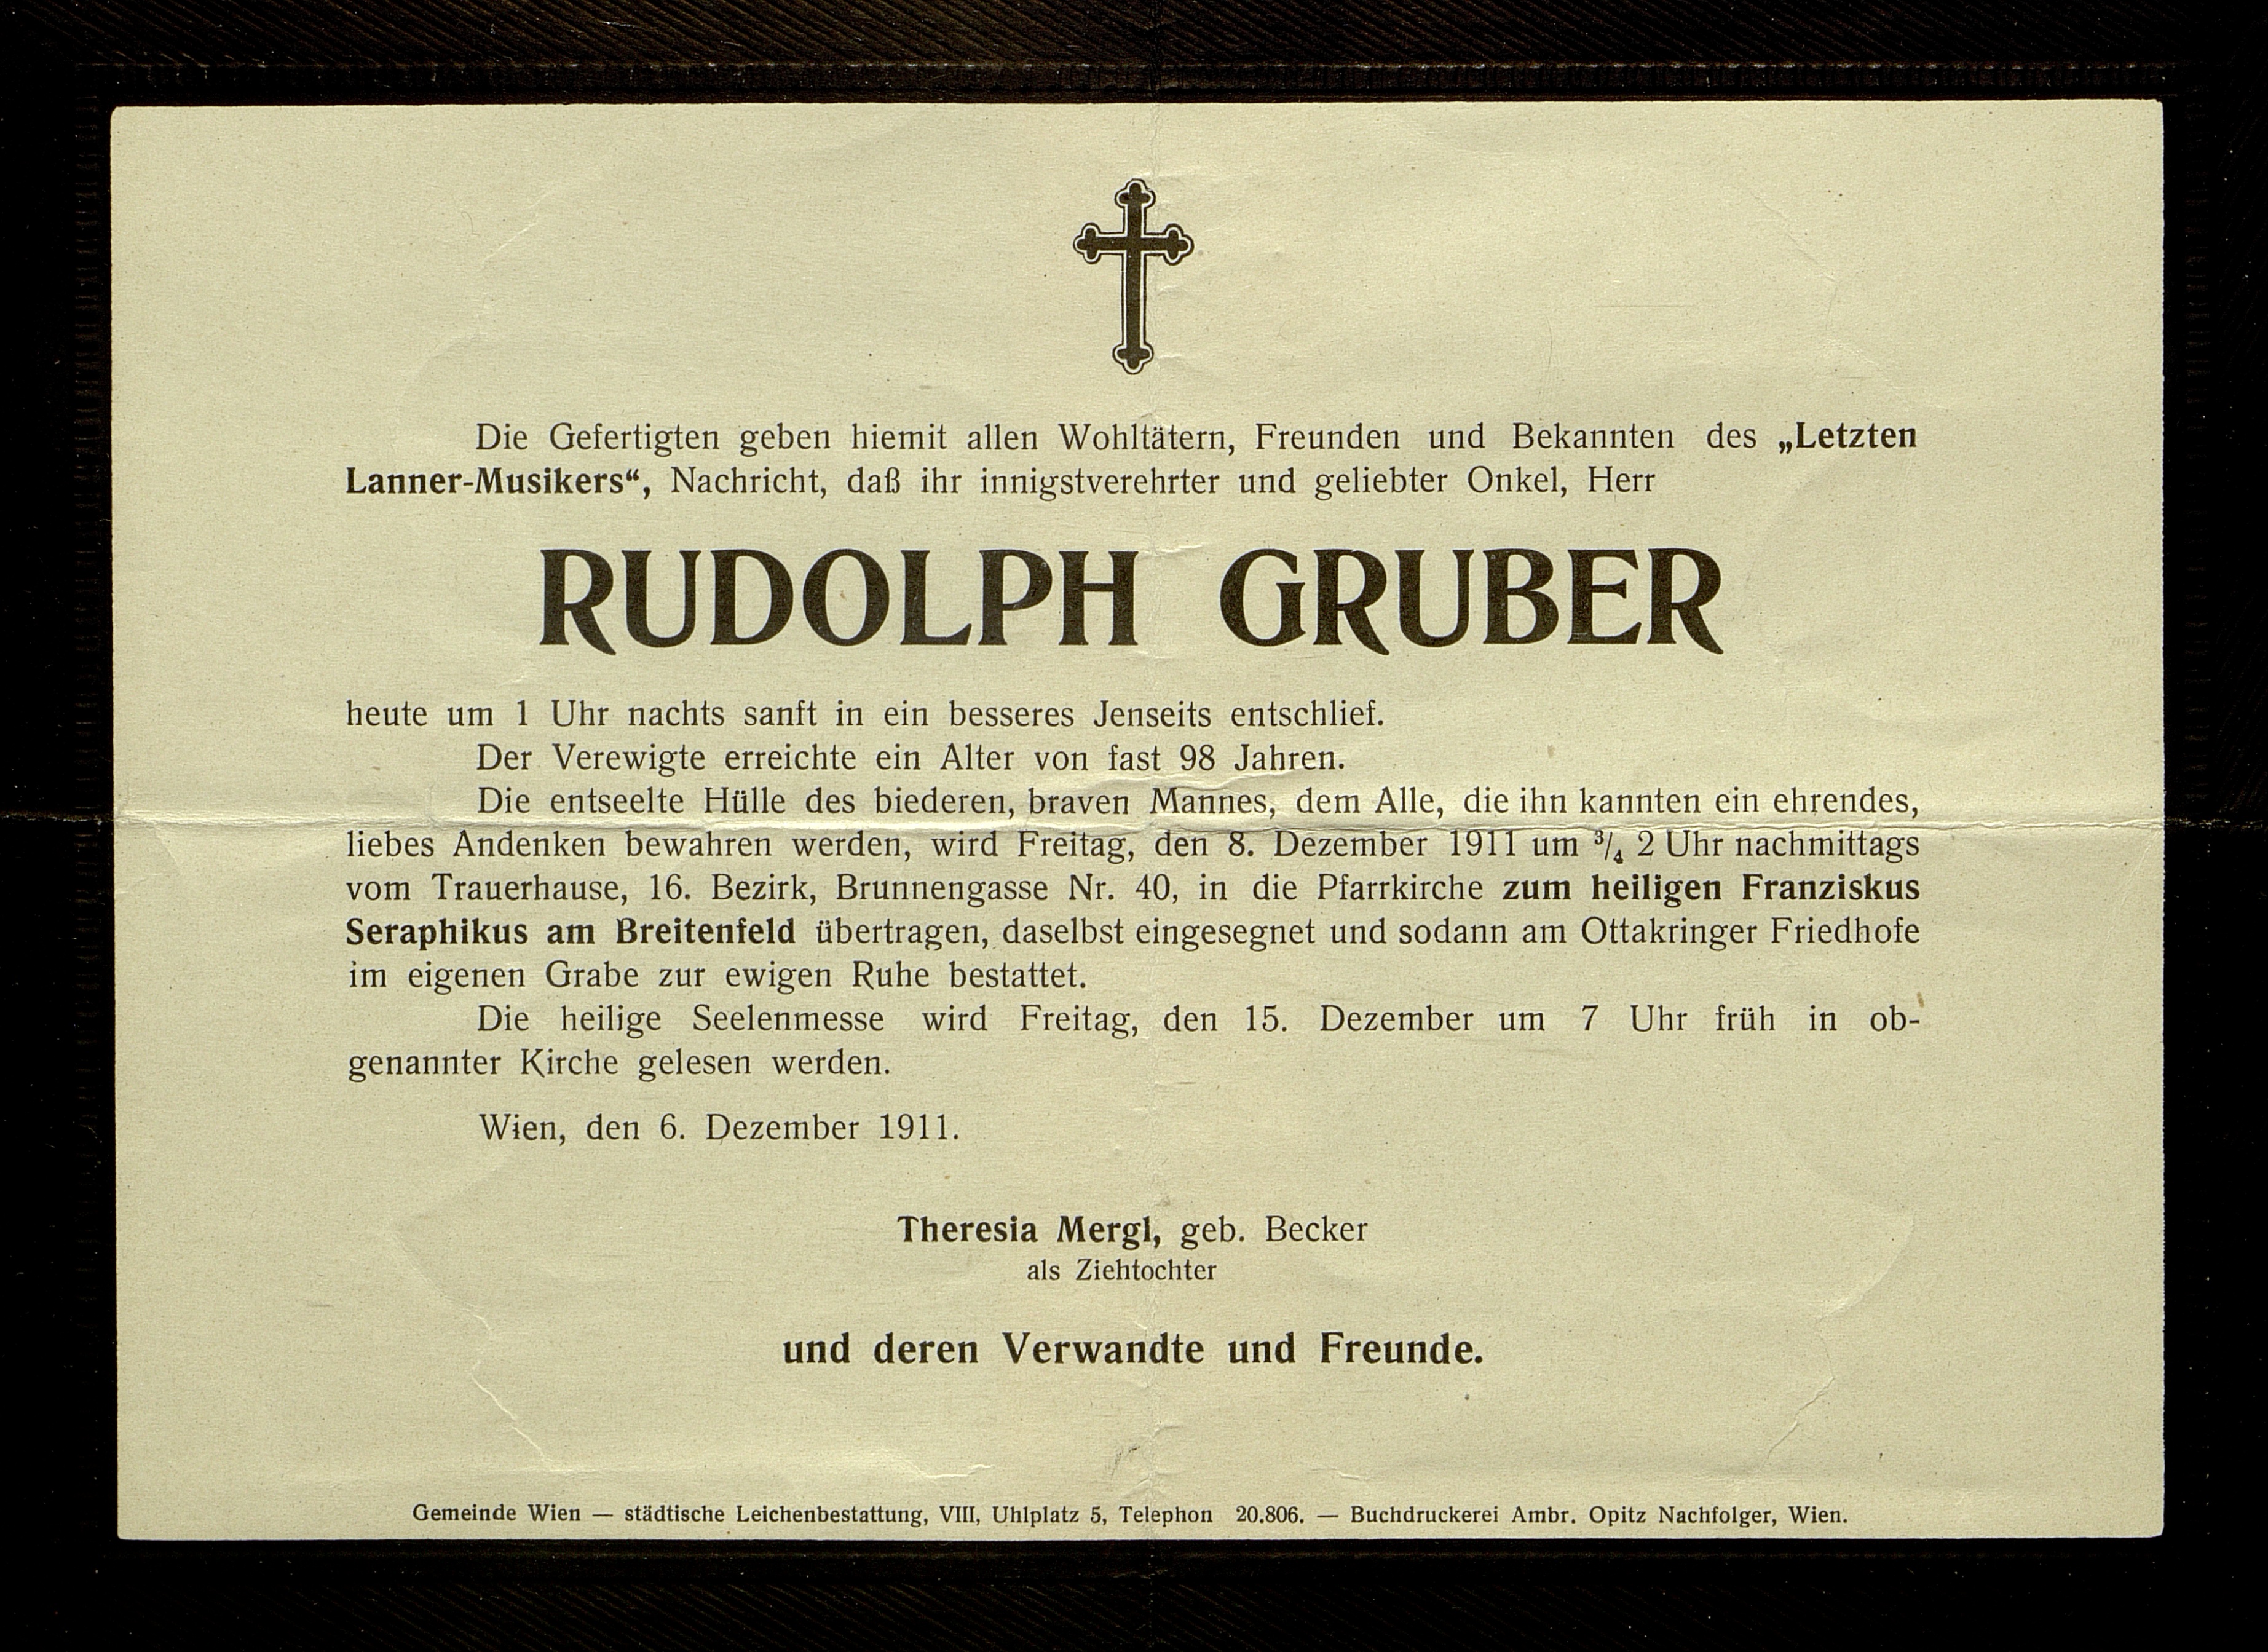 Die Gefertigten geben hiemit allen Wohltätern, Freunden und Bekannten des „Letzten
Lanner-Musikers“, Nachricht, daß ihr innigstverehrter und geliebter Onkel, Herr
RUDOLPH GRUBER
heute um 1 Uhr nachts sanft in ein besseres Jenseits entschlief.
Der Verewigte erreichte ein Alter von fast 98 Jahren.
Die entseelte Hülle des biederen, braven Mannes, dem Alle, die ihn kannten ein ehrendes,
liebes Andenken bewahren werden, wird Freitag, den 8. Dezember 1911 um ³/₄ 2 Uhr nachmittags
vom Trauerhause, 16. Bezirk, Brunnengasse Nr. 40, in die Pfarrkirche zum heiligen Franziskus
Seraphikus am Breitenfeld übertragen, daselbst eingesegnet und sodann am Ottakringer Friedhofe
im eigenen Grabe zur ewigen Ruhe bestattet.
Die heilige Seelenmesse wird Freitag, den 15. Dezember um 7 Uhr früh in ob-
genannter Kirche gelesen werden.
Wien, den 6. Dezember 1911.
Theresia Mergl, geb. Becker
als Ziehtochter
und deren Verwandte und Freunde.
Gemeinde Wien — städtische Leichenbestattung, VIII, Uhlplatz 5, Telephon 20.806. — Buchdruckerei Ambr. Opitz Nachfolger, Wien.